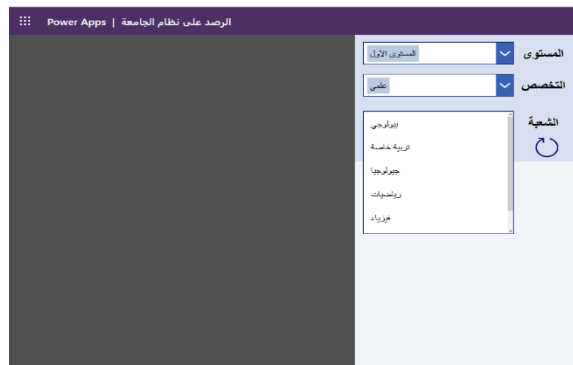 Power Apps | الرصد على نظام الجامعة
المستوى
المستوى الأول
التخصص
علمي
الشعبة
بيولوجي
تربية خاصة
جيولوجيا
رياضيات
فيزياء